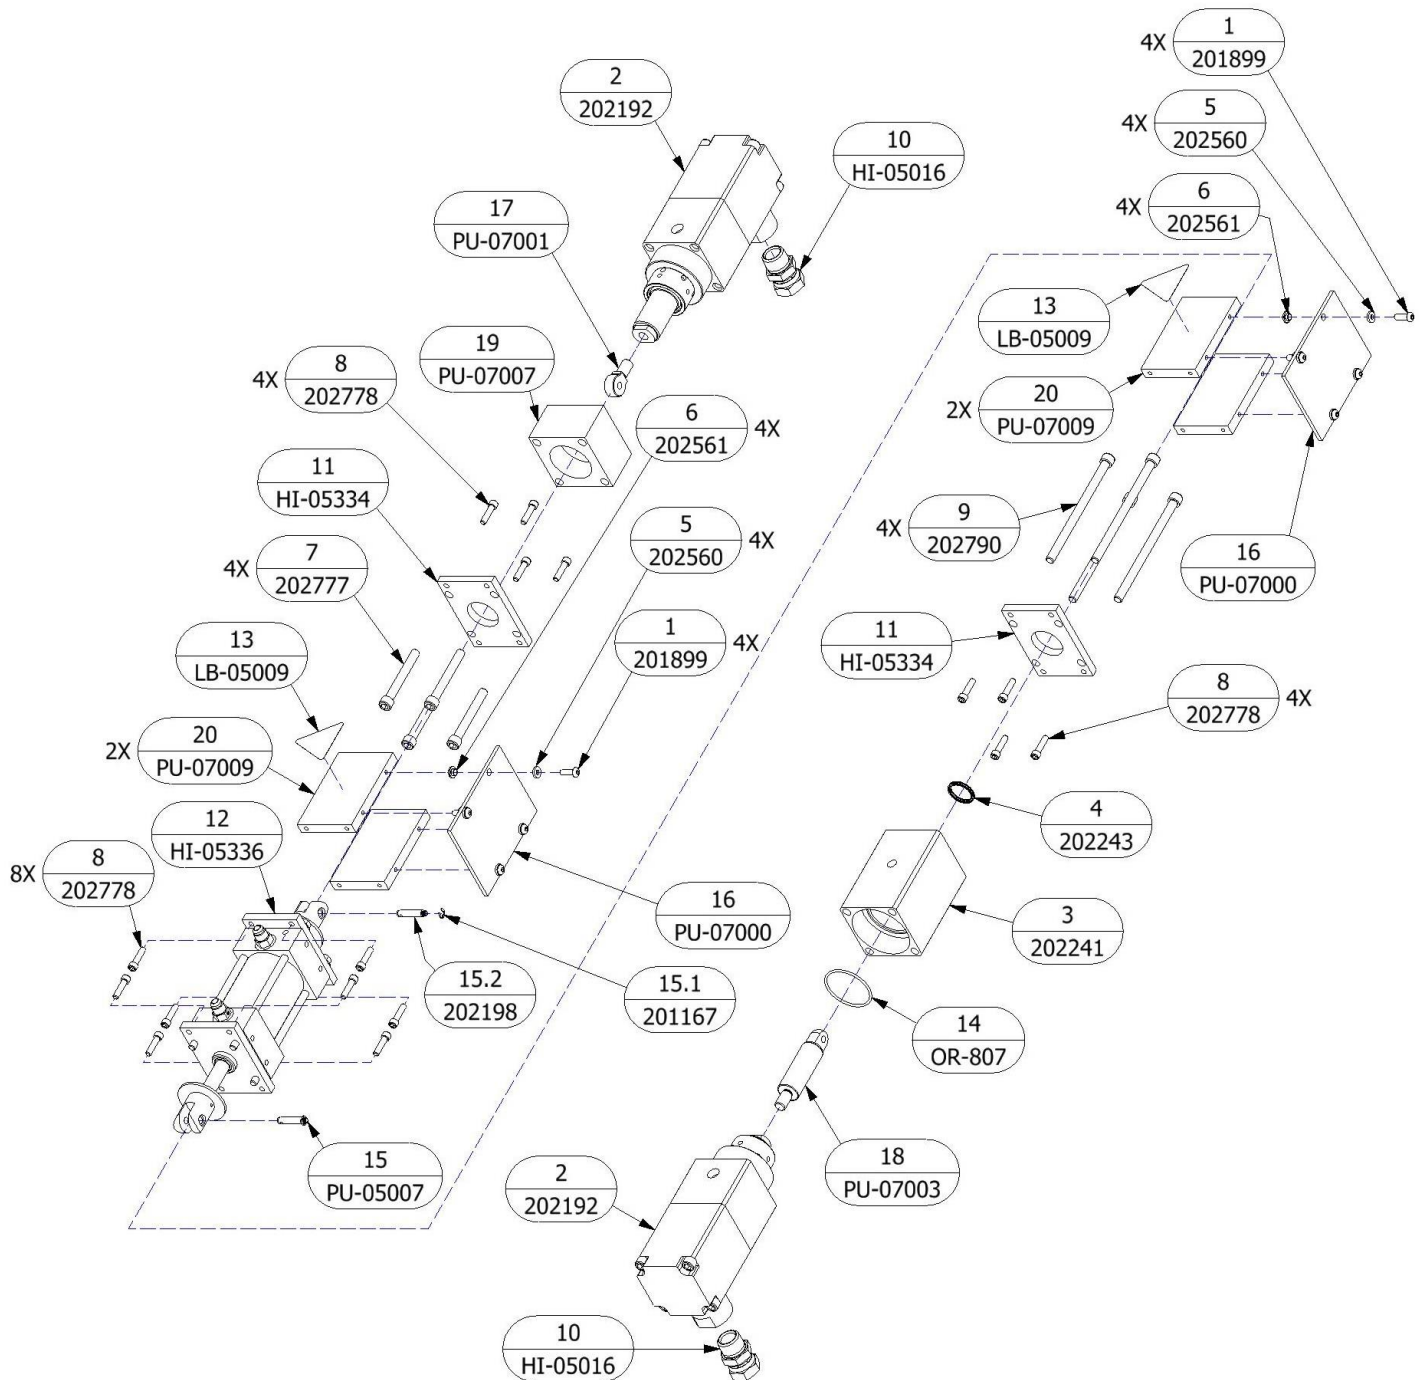 1
4X
201899
2
202192
5
4X
202560
10
HI-05016
6
4X
202561
17
PU-07001
13
LB-05009
19
PU-07007
8
4X
202778
20
2X
PU-07009
6
4X
202561
11
HI-05334
9
4X
202790
5
4X
202560
16
PU-07000
7
4X
202777
11
HI-05334
1
4X
201899
13
LB-05009
8
4X
202778
20
2X
PU-07009
4
202243
12
HI-05336
8
8X
202778
16
PU-07000
3
202241
15.2
202198
15.1
201167
14
OR-807
15
PU-05007
18
PU-07003
2
202192
10
HI-05016